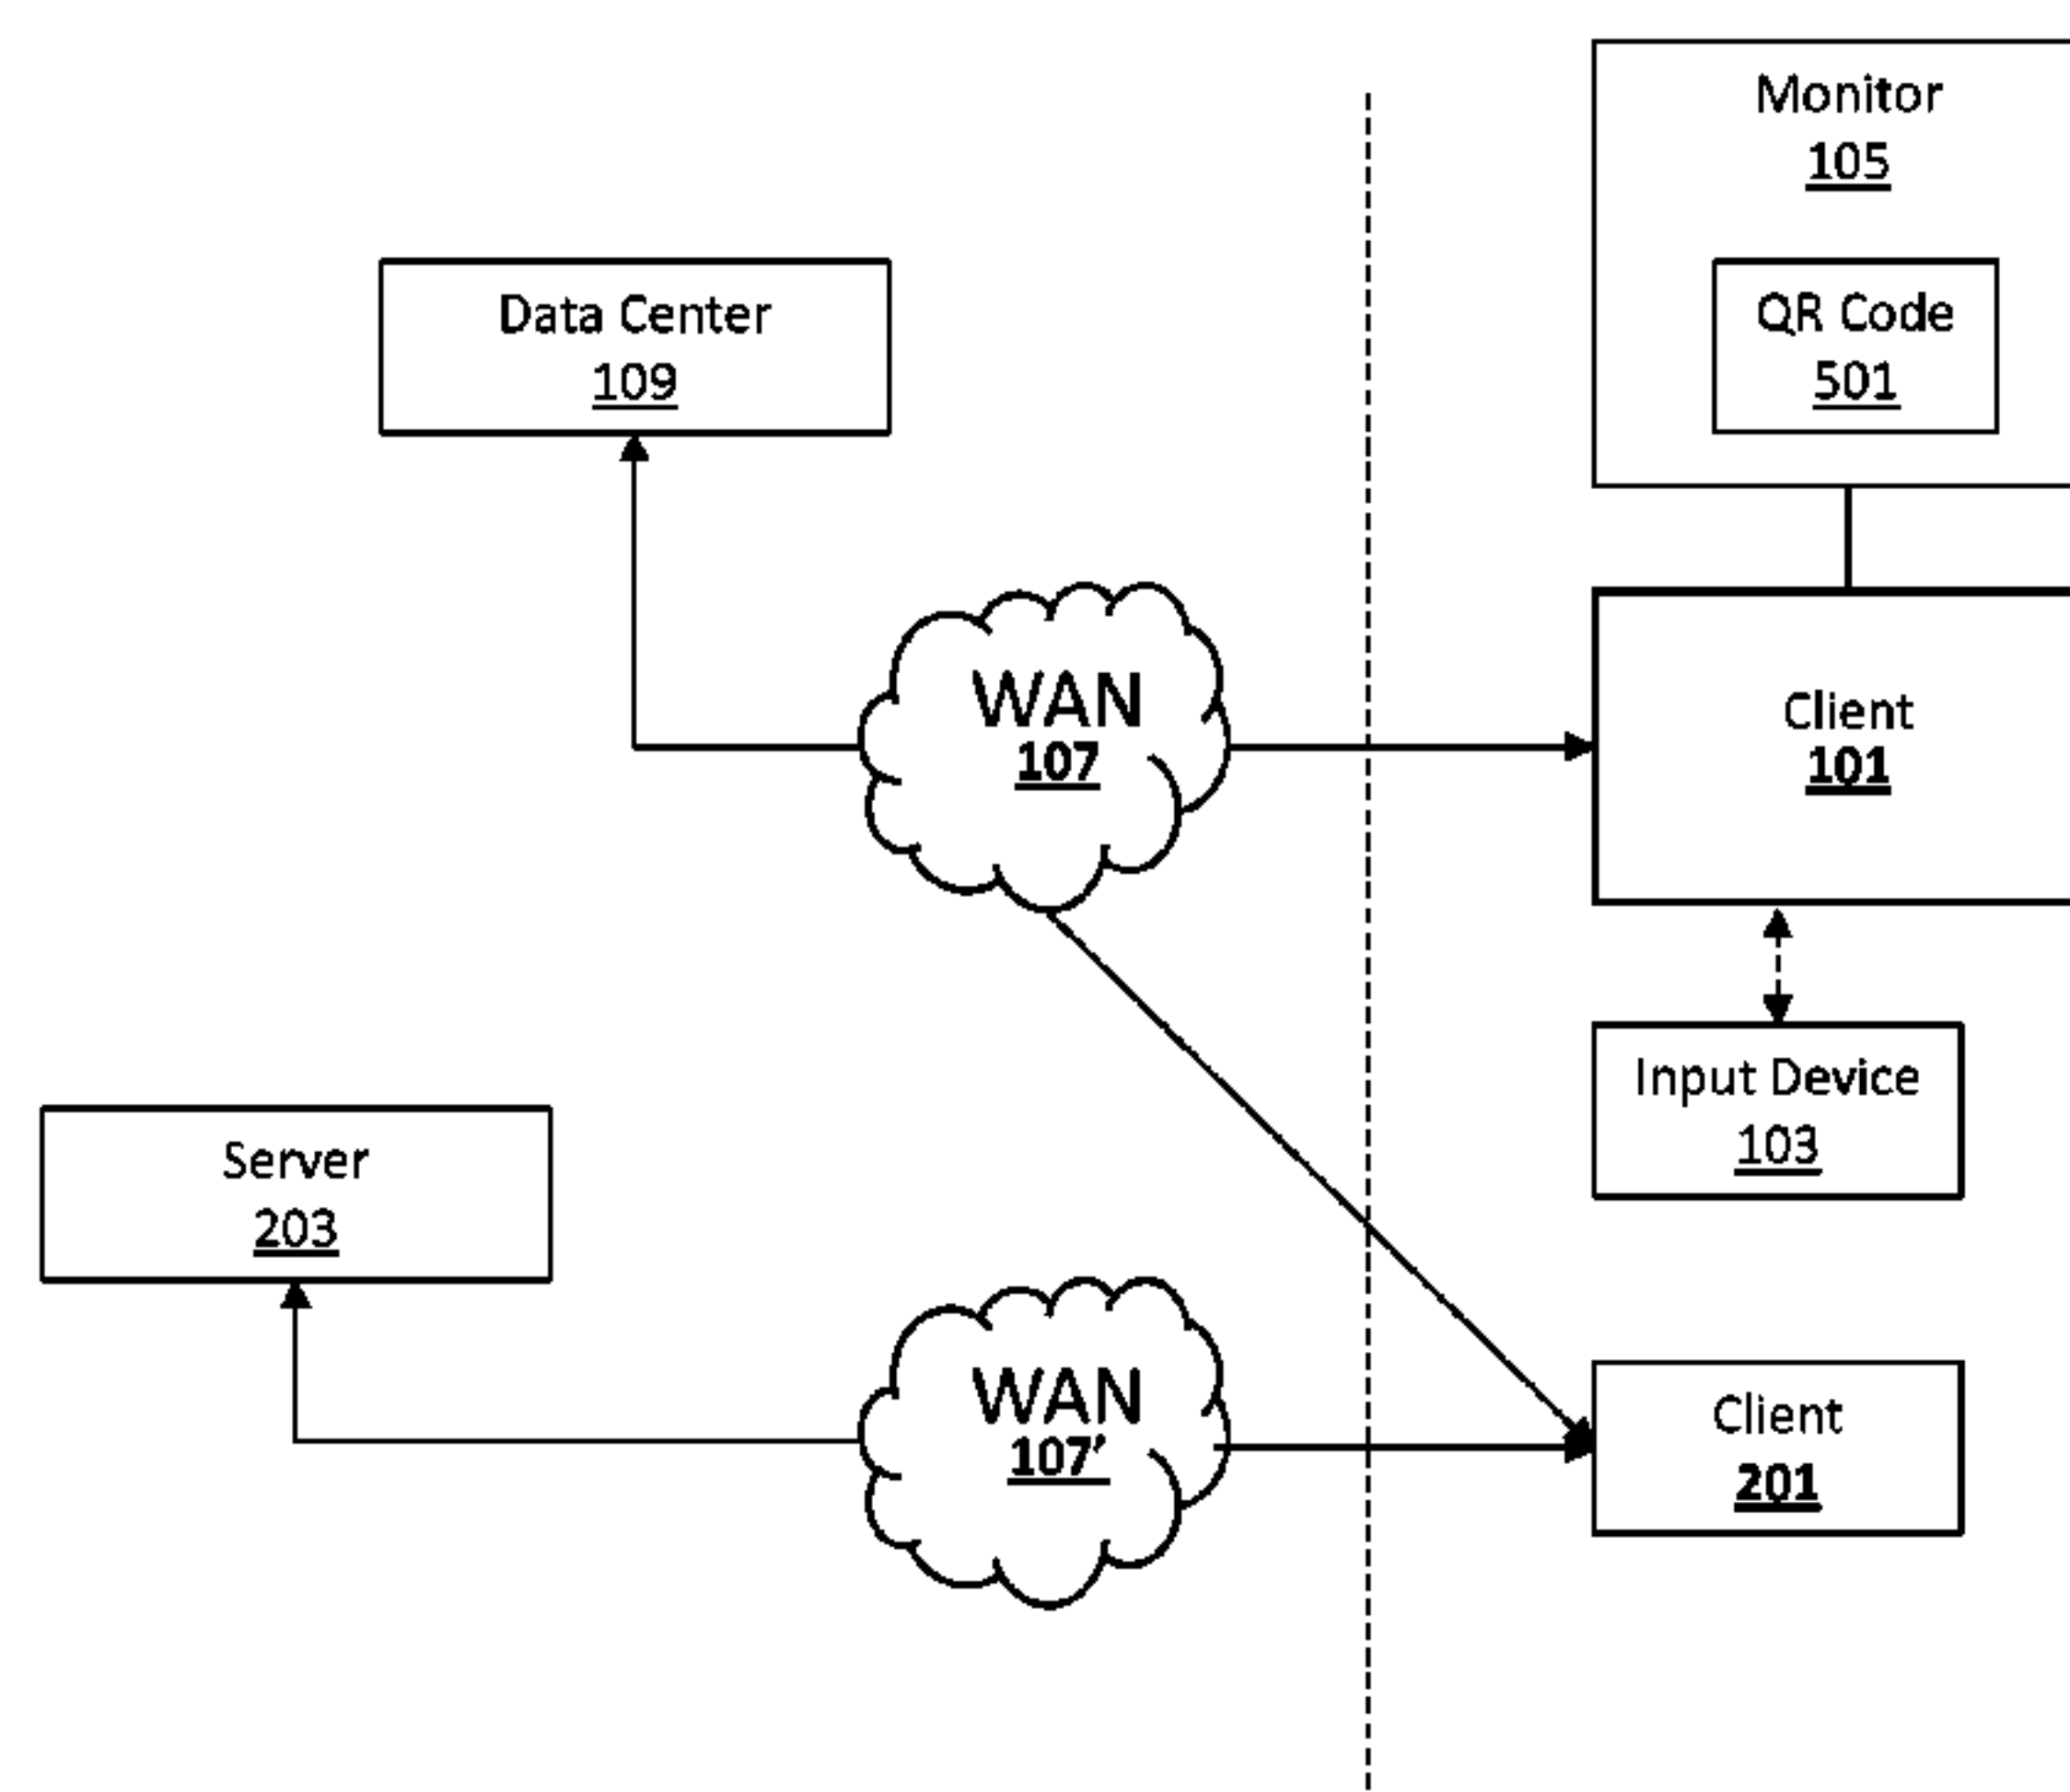 Monitor
105
QR Code
501
Data Center
109
WAN
107
Client
101
Input Device
103
Server
203
WAN
107’
Client
201